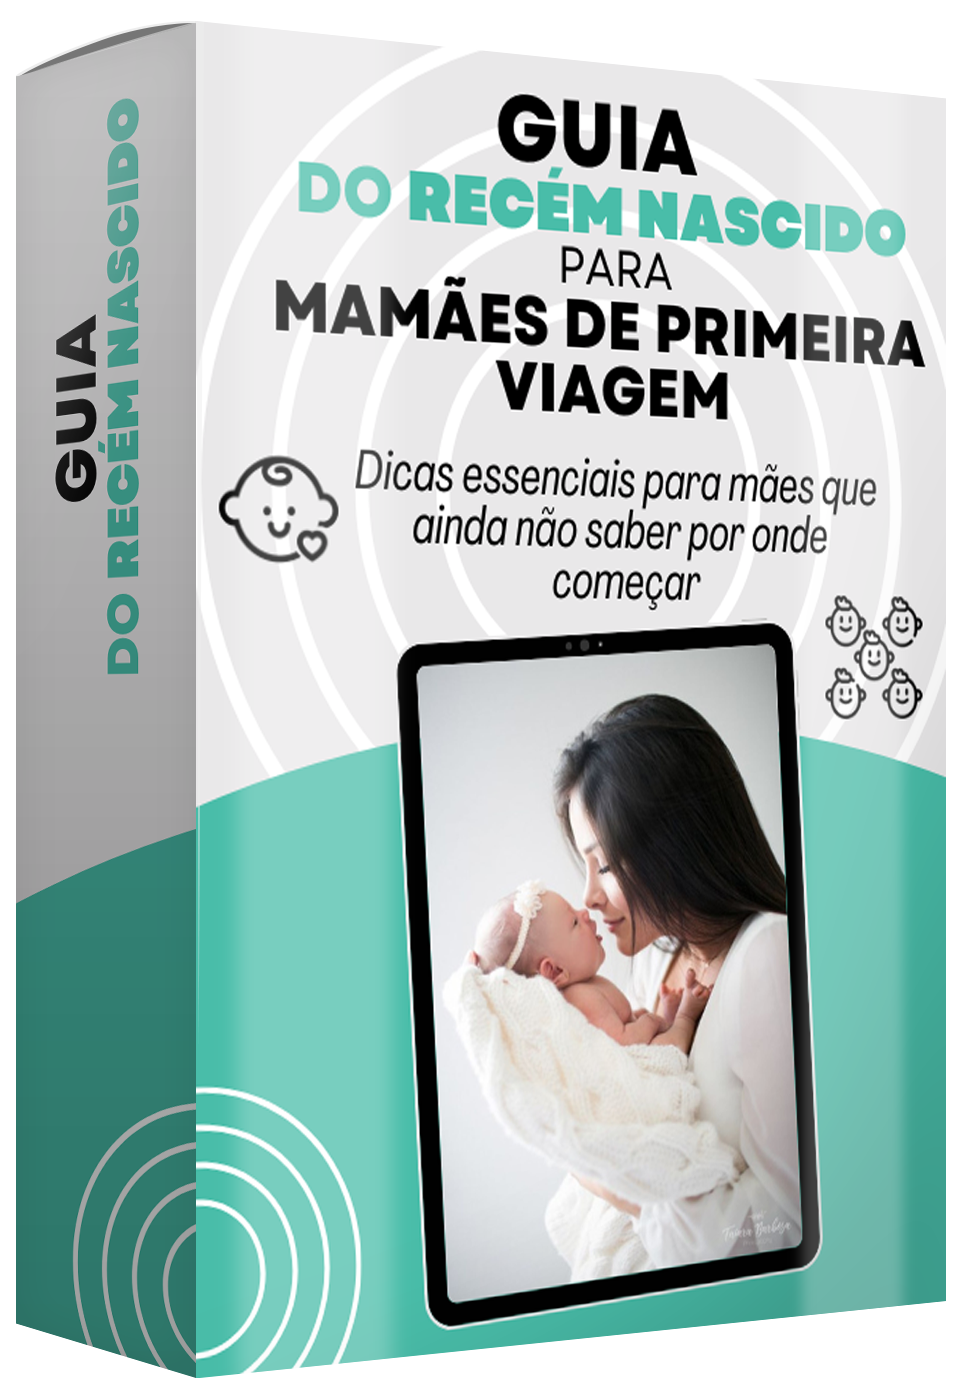 GUIA
DO RECÉM NASCIDO
GUIA
DO RECÉM NASCIDO
PARA
MAMÃES DE PRIMEIRA
VIAGEM
Dicas essenciais para mães que
ainda não saber por onde
começar